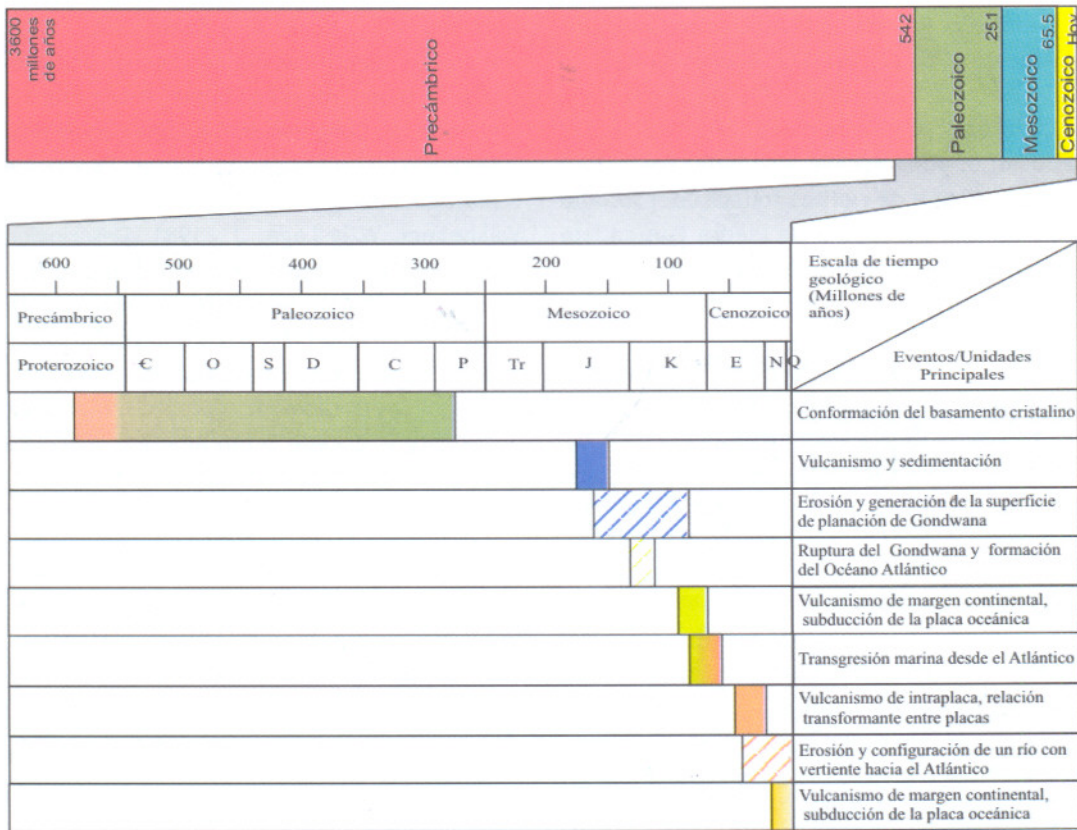 3600
millones
de años
Precámbrico
542
Paleozoico
251
Mesozoico
65.5
Cenozoico
Hoy
600
500
400
300
200
100
Escala de tiempo
geológico
(Millones de
años)
Eventos/Unidades
Principales
Precámbrico
Paleozoico
Mesozoico
Cenozoico
Proterozoico
Є
O
S
D
C
P
Tr
J
K
E
N
Q
Conformación del basamento cristalino
Vulcanismo y sedimentación
Erosión y generación de la superficie
de planación de Gondwana
Ruptura del Gondwana y formación
del Océano Atlántico
Vulcanismo de margen continental,
subducción de la placa oceánica
Transgresión marina desde el Atlántico
Vulcanismo de intraplaca, relación
transformante entre placas
Erosión y configuración de un río con
vertiente hacia el Atlántico
Vulcanismo de margen continental,
subducción de la placa oceánica